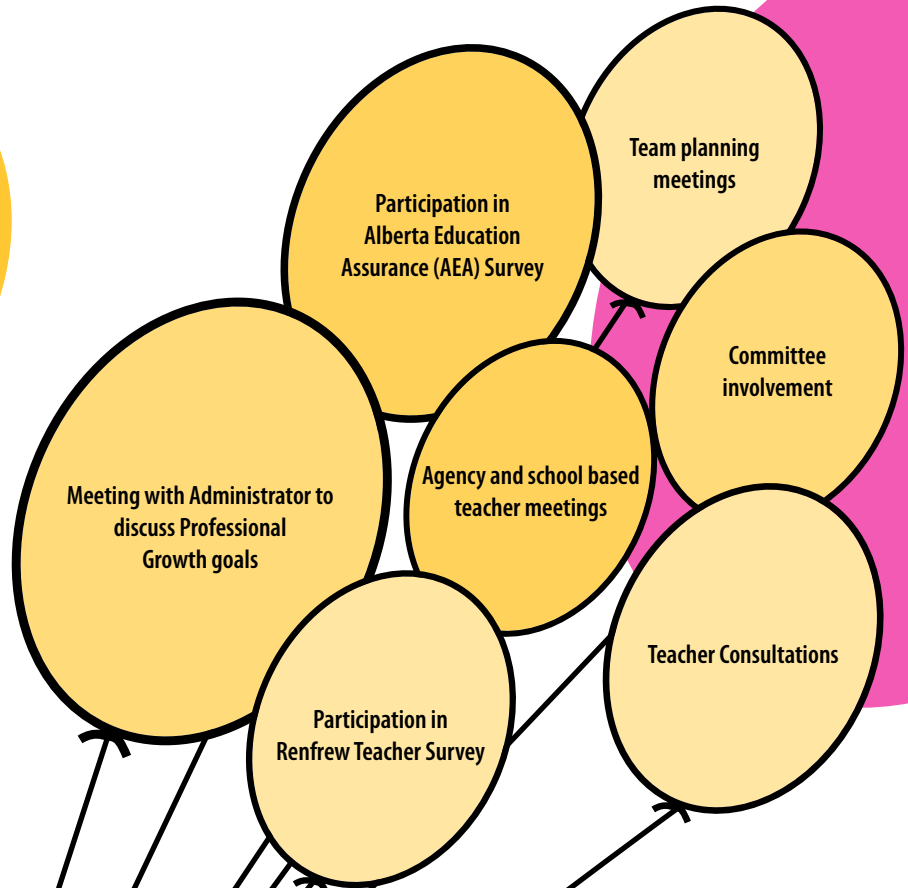 Team planning
meetings
Participation in
Alberta Education
Assurance (AEA) Survey
Committee
involvement
Agency and school based
teacher meetings
Meeting with Administrator to
discuss Professional
Growth goals
Teacher Consultations
Participation in
Renfrew Teacher Survey